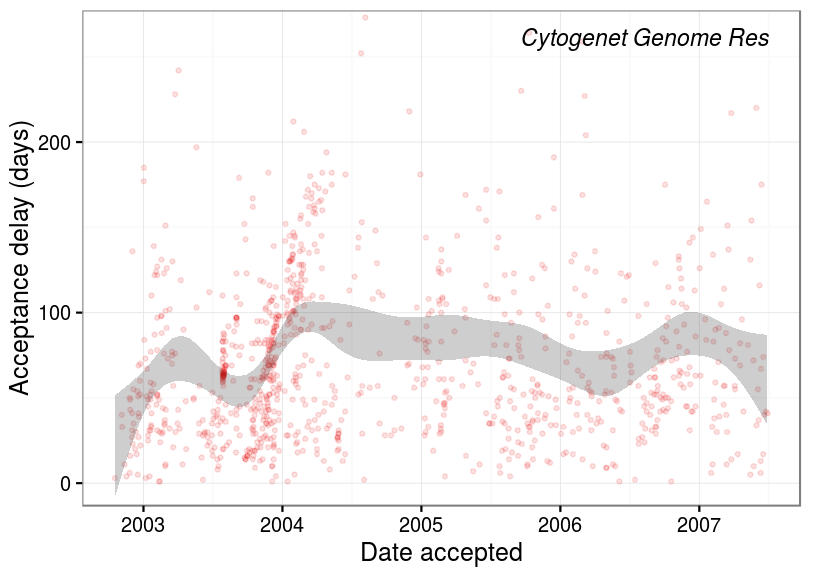 Cytogenet Genome Res
Acceptance delay (days)
200
100
0
2003 2004 2005 2006 2007
Date accepted